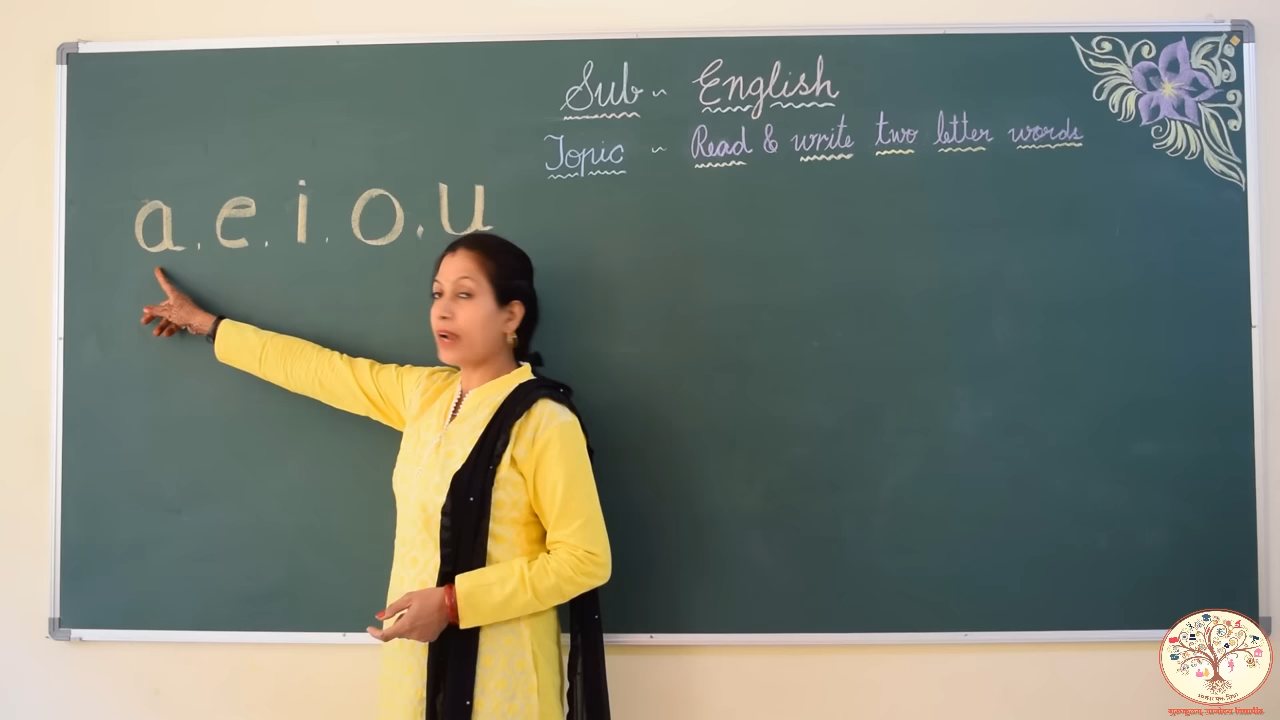 Sub ~ English
Topic ~ Read & write two letter words
a . e . i . o . u